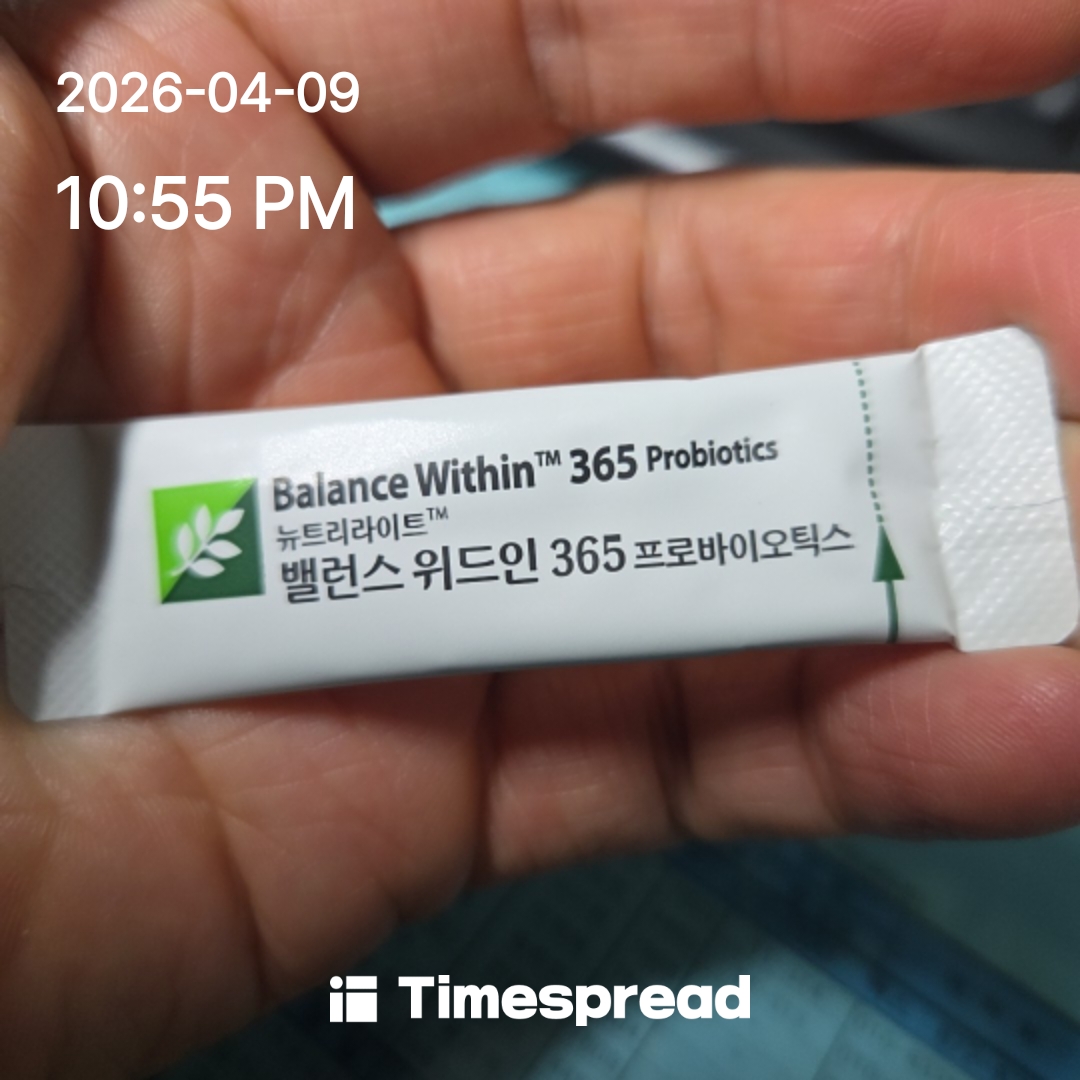 2026-04-09
10:55 PM
Balance Within™ 365 Probiotics
뉴트리라이트™
밸런스 위드인 365 프로바이오틱스
Timespread